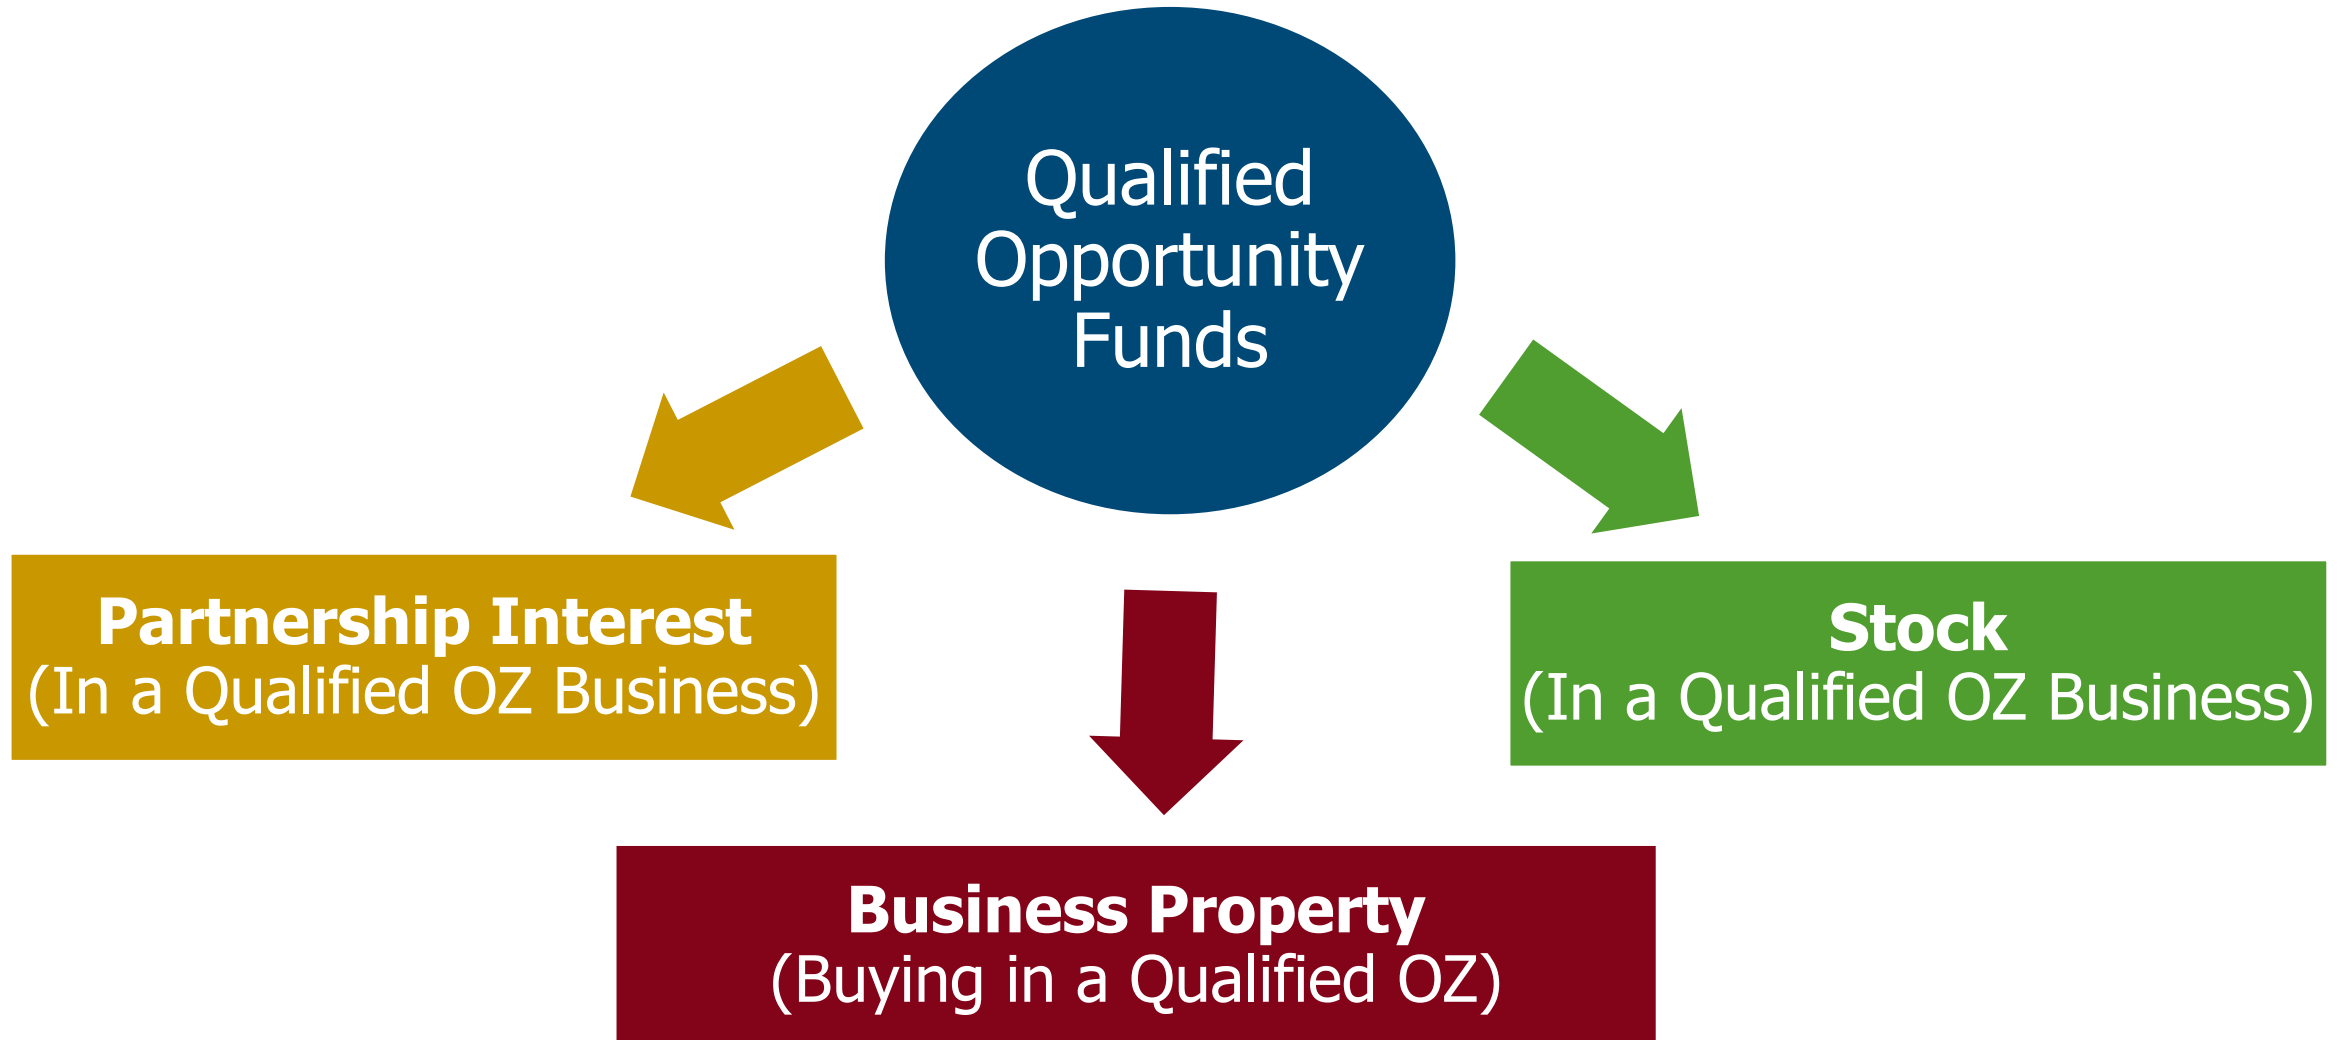 Qualified
Opportunity
Funds
Partnership Interest
(In a Qualified OZ Business)
Stock
(In a Qualified OZ Business)
Business Property
(Buying in a Qualified OZ)